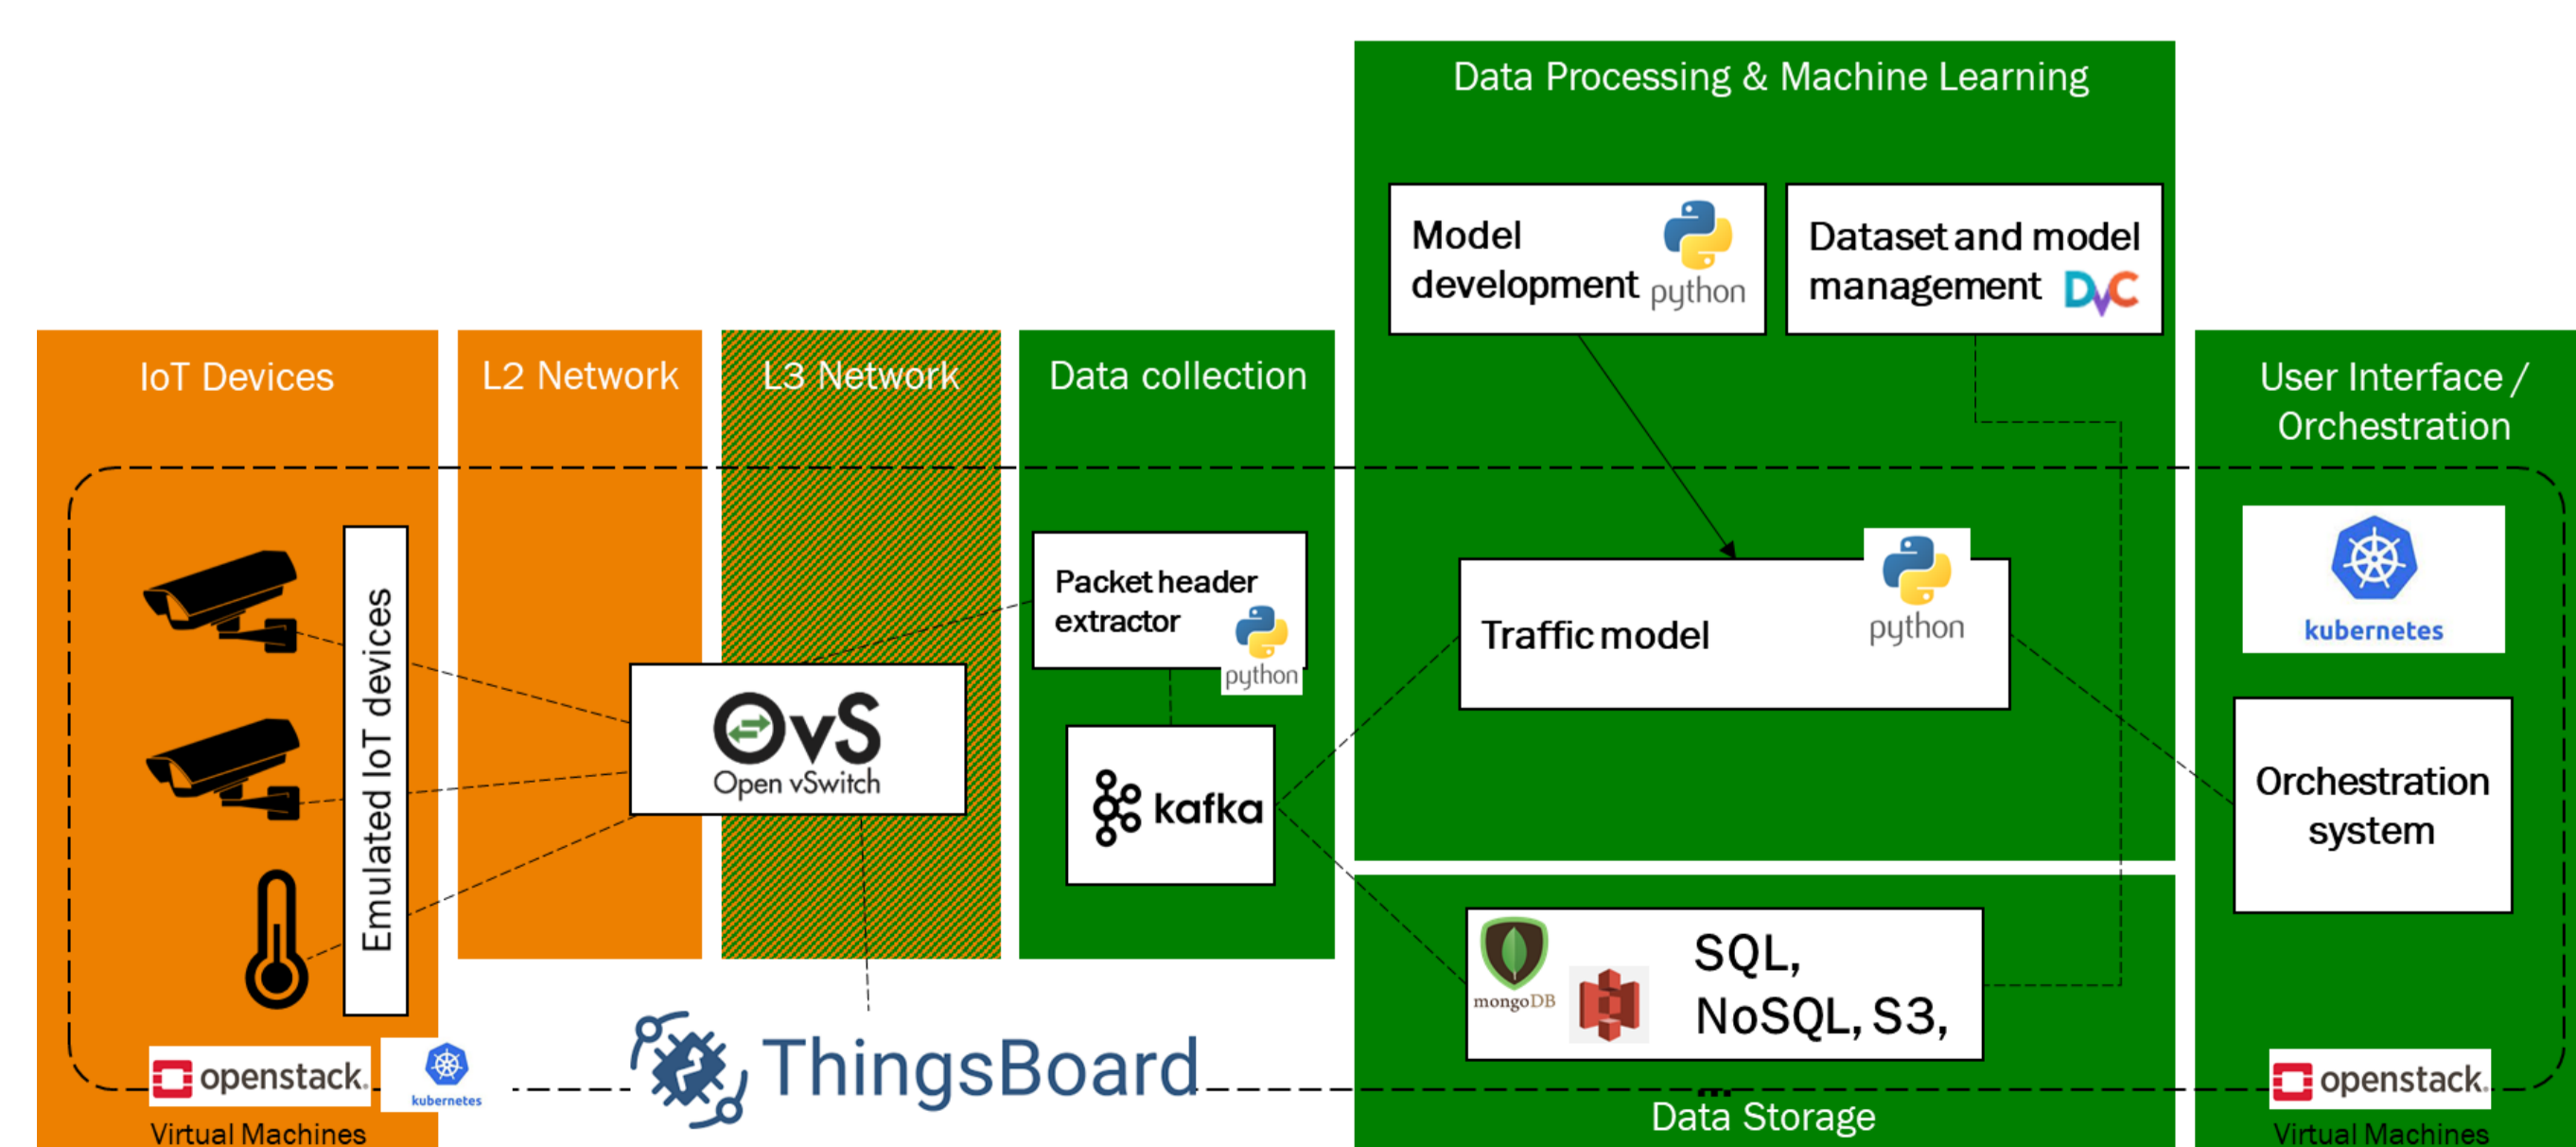 Data Processing & Machine Learning
Model
development
python
Dataset and model
management
DVC
IoT Devices
L2 Network
L3 Network
Data collection
User Interface /
Orchestration
Emulated IoT devices
OvS
Open vSwitch
Packet header
extractor
python
kafka
Traffic model
python
kubernetes
Orchestration
system
mongoDB
SQL,
NoSQL, S3,
...
Data Storage
openstack.
kubernetes
Virtual Machines
ThingsBoard
openstack.
Virtual Machines